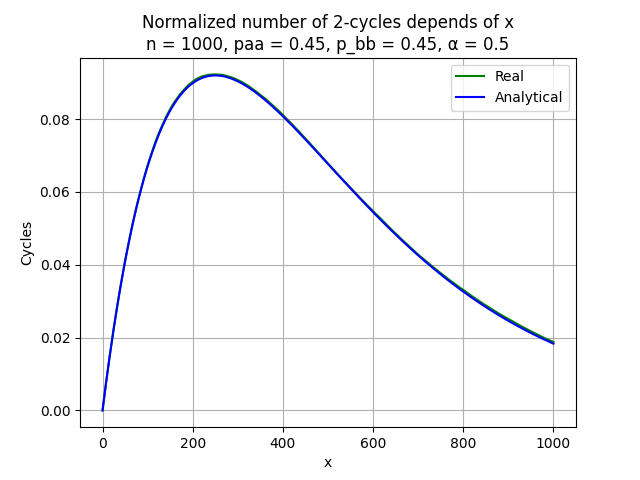 Normalized number of 2-cycles depends of x
n = 1000, paa = 0.45, p_bb = 0.45, α = 0.5
Real
Analytical
Cycles
0.08
0.06
0.04
0.02
0.00
0 200 400 600 800 1000
x